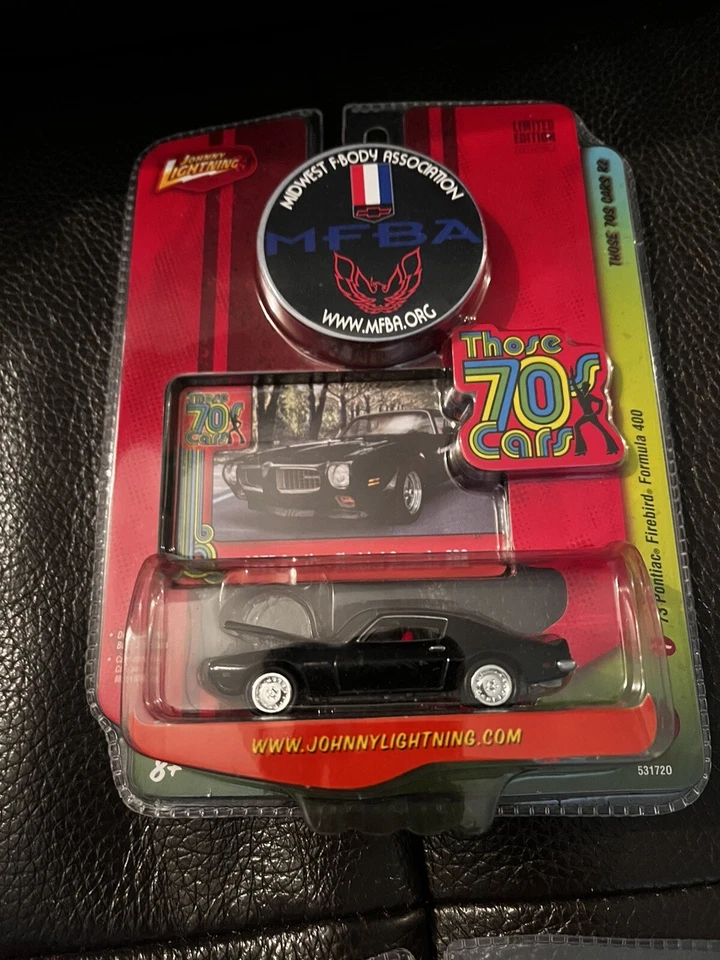 JOHNNY
LIGHTNING
LIMITED
EDITION
MIDWEST F-BODY ASSOCIATION
MFBA
WWW.MFBA.ORG
THOSE 70S CARS R2
Those
70s
Cars
Those
70s
Cars
'73 Pontiac® Firebird® Formula 400
WWW.JOHNNYLIGHTNING.COM
8+
531720